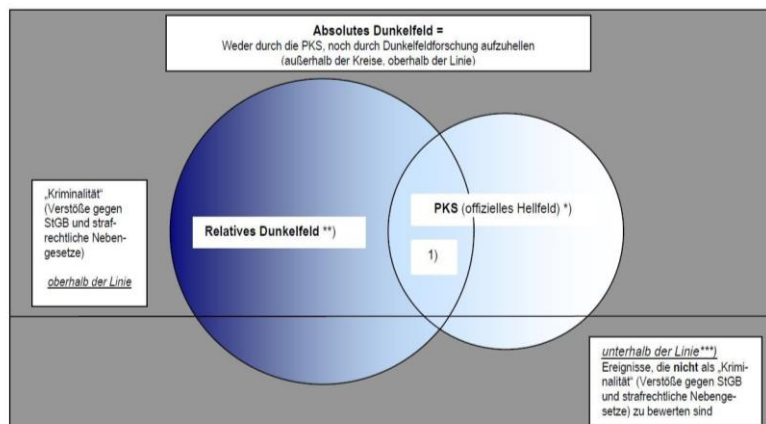 Absolutes Dunkelfeld =
Weder durch die PKS, noch durch Dunkelfeldforschung aufzuhellen
(außerhalb der Kreise, oberhalb der Linie)
„Kriminalität“
(Verstöße gegen
StGB und straf-
rechtliche Neben-
gesetze)
oberhalb der Linie
Relatives Dunkelfeld **)
PKS (offizielles Hellfeld) *)
1)
unterhalb der Linie***)
Ereignisse, die nicht als „Krimi-
nalität“ (Verstöße gegen StGB
und strafrechtliche Nebenge-
setze) zu bewerten sind